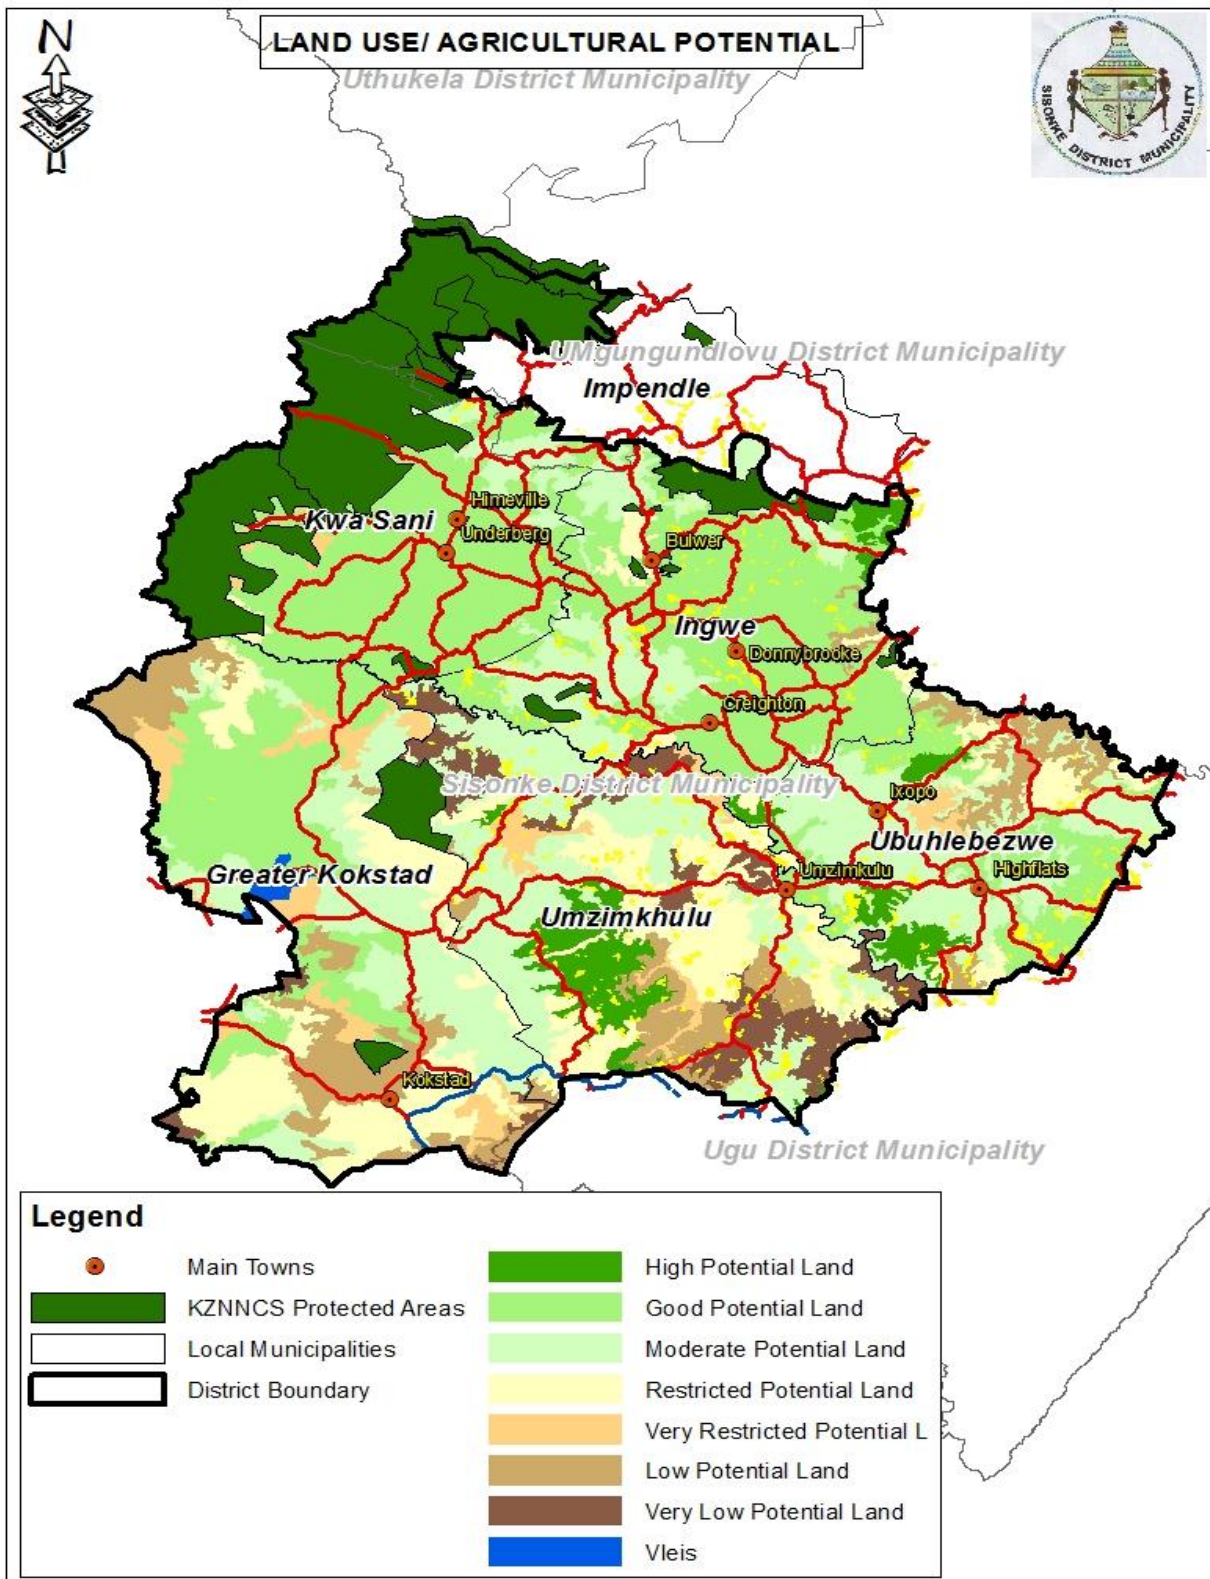 N
LAND USE/ AGRICULTURAL POTENTIAL
Uthukela District Municipality
SISONKE DISTRICT MUNICIPALITY
UMgungundlovu District Municipality
Impendle
Himeville
Kwa Sani
Underberg
Bulwer
Ingwe
Donnybrooke
Creighton
Sisonke District Municipality
Ixopo
Ubuhlebezwe
Greater Kokstad
Umzimkulu
Highflats
Umzimkhulu
Kokstad
Ugu District Municipality
Legend
Main Towns
KZNNCS Protected Areas
Local Municipalities
District Boundary
High Potential Land
Good Potential Land
Moderate Potential Land
Restricted Potential Land
Very Restricted Potential L
Low Potential Land
Very Low Potential Land
Vleis